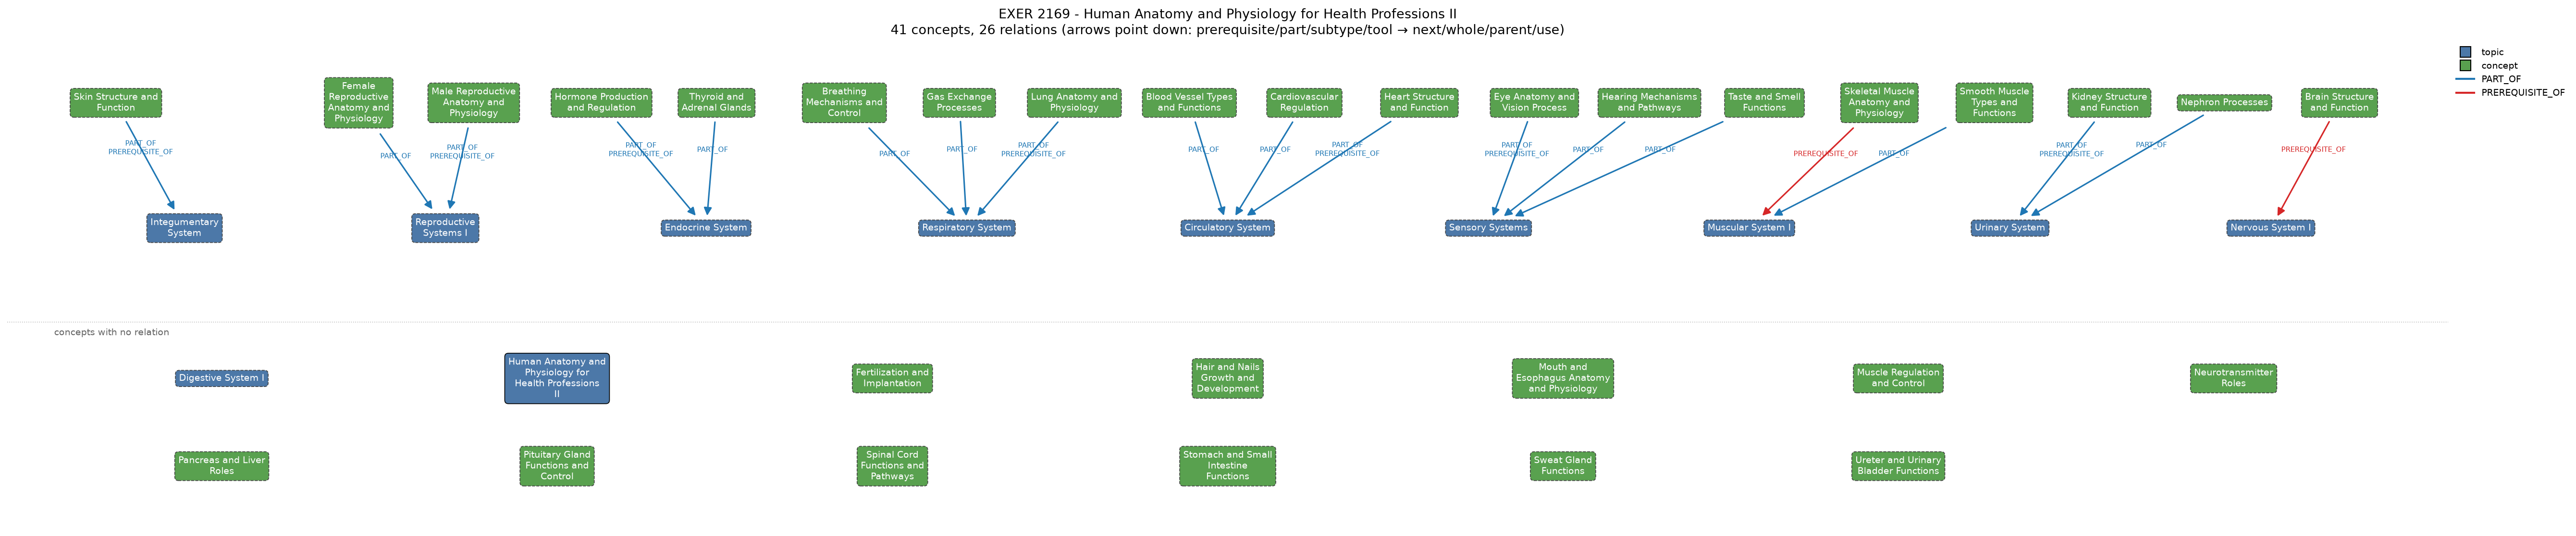 EXER 2169 - Human Anatomy and Physiology for Health Professions II
41 concepts, 26 relations (arrows point down: prerequisite/part/subtype/tool → next/whole/parent/use)
topic
concept
PART_OF
PREREQUISITE_OF
Skin Structure and
Function
Female
Reproductive
Anatomy and
Physiology
Male Reproductive
Anatomy and
Physiology
Hormone Production
and Regulation
Thyroid and
Adrenal Glands
Breathing
Mechanisms and
Control
Gas Exchange
Processes
Lung Anatomy and
Physiology
Blood Vessel Types
and Functions
Cardiovascular
Regulation
Heart Structure
and Function
Eye Anatomy and
Vision Process
Hearing Mechanisms
and Pathways
Taste and Smell
Functions
Skeletal Muscle
Anatomy and
Physiology
Smooth Muscle
Types and
Functions
Kidney Structure
and Function
Nephron Processes
Brain Structure
and Function
PART_OF
PREREQUISITE_OF
PART_OF
PART_OF
PREREQUISITE_OF
PART_OF
PREREQUISITE_OF
PART_OF
PART_OF
PART_OF
PART_OF
PREREQUISITE_OF
PART_OF
PART_OF
PART_OF
PREREQUISITE_OF
PART_OF
PREREQUISITE_OF
PART_OF
PART_OF
PREREQUISITE_OF
PART_OF
PART_OF
PREREQUISITE_OF
PART_OF
PREREQUISITE_OF
Integumentary
System
Reproductive
Systems I
Endocrine System
Respiratory System
Circulatory System
Sensory Systems
Muscular System I
Urinary System
Nervous System I
concepts with no relation
Digestive System I
Human Anatomy and
Physiology for
Health Professions
II
Fertilization and
Implantation
Hair and Nails
Growth and
Development
Mouth and
Esophagus Anatomy
and Physiology
Muscle Regulation
and Control
Neurotransmitter
Roles
Pancreas and Liver
Roles
Pituitary Gland
Functions and
Control
Spinal Cord
Functions and
Pathways
Stomach and Small
Intestine
Functions
Sweat Gland
Functions
Ureter and Urinary
Bladder Functions